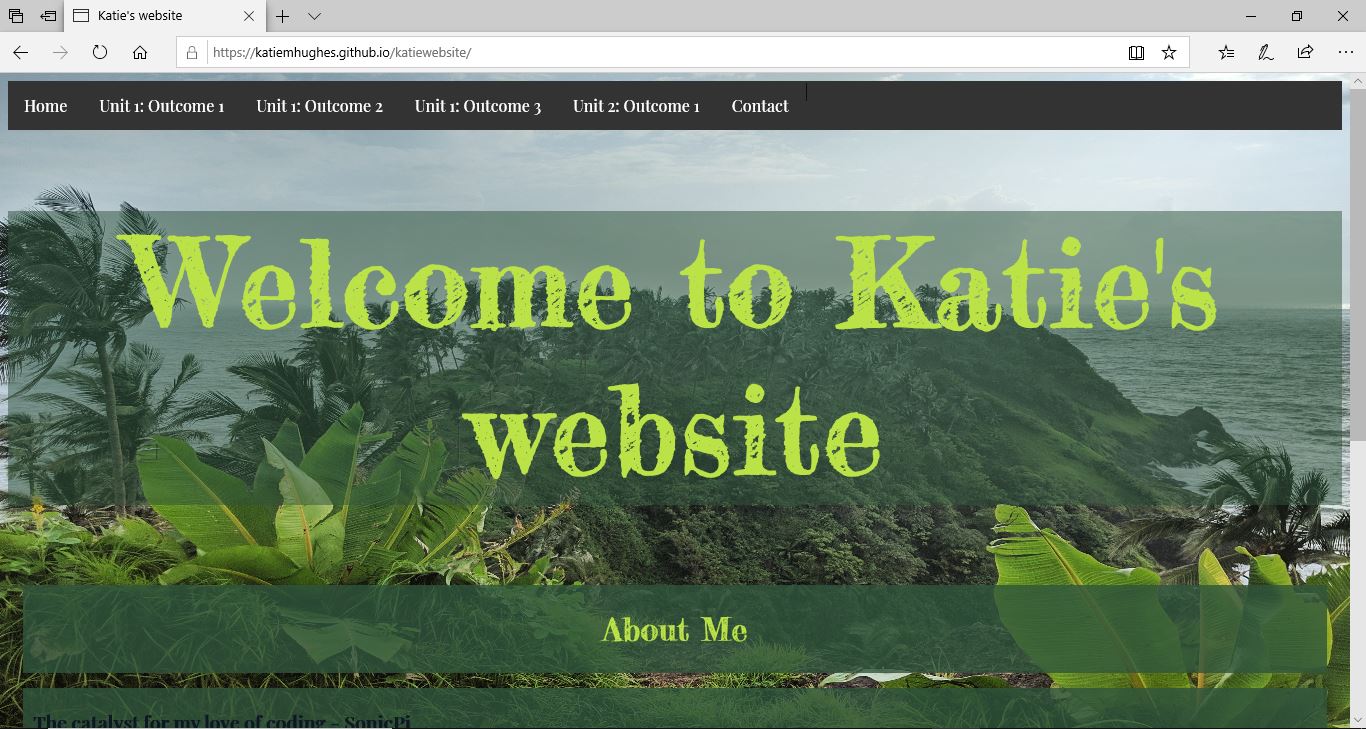 Katie's website
https://katiemhughes.github.io/katiewebsite/
Home Unit 1: Outcome 1 Unit 1: Outcome 2 Unit 1: Outcome 3 Unit 2: Outcome 1 Contact
Welcome to Katie's
website
About Me
The catalyst for my love of coding - SonicPi